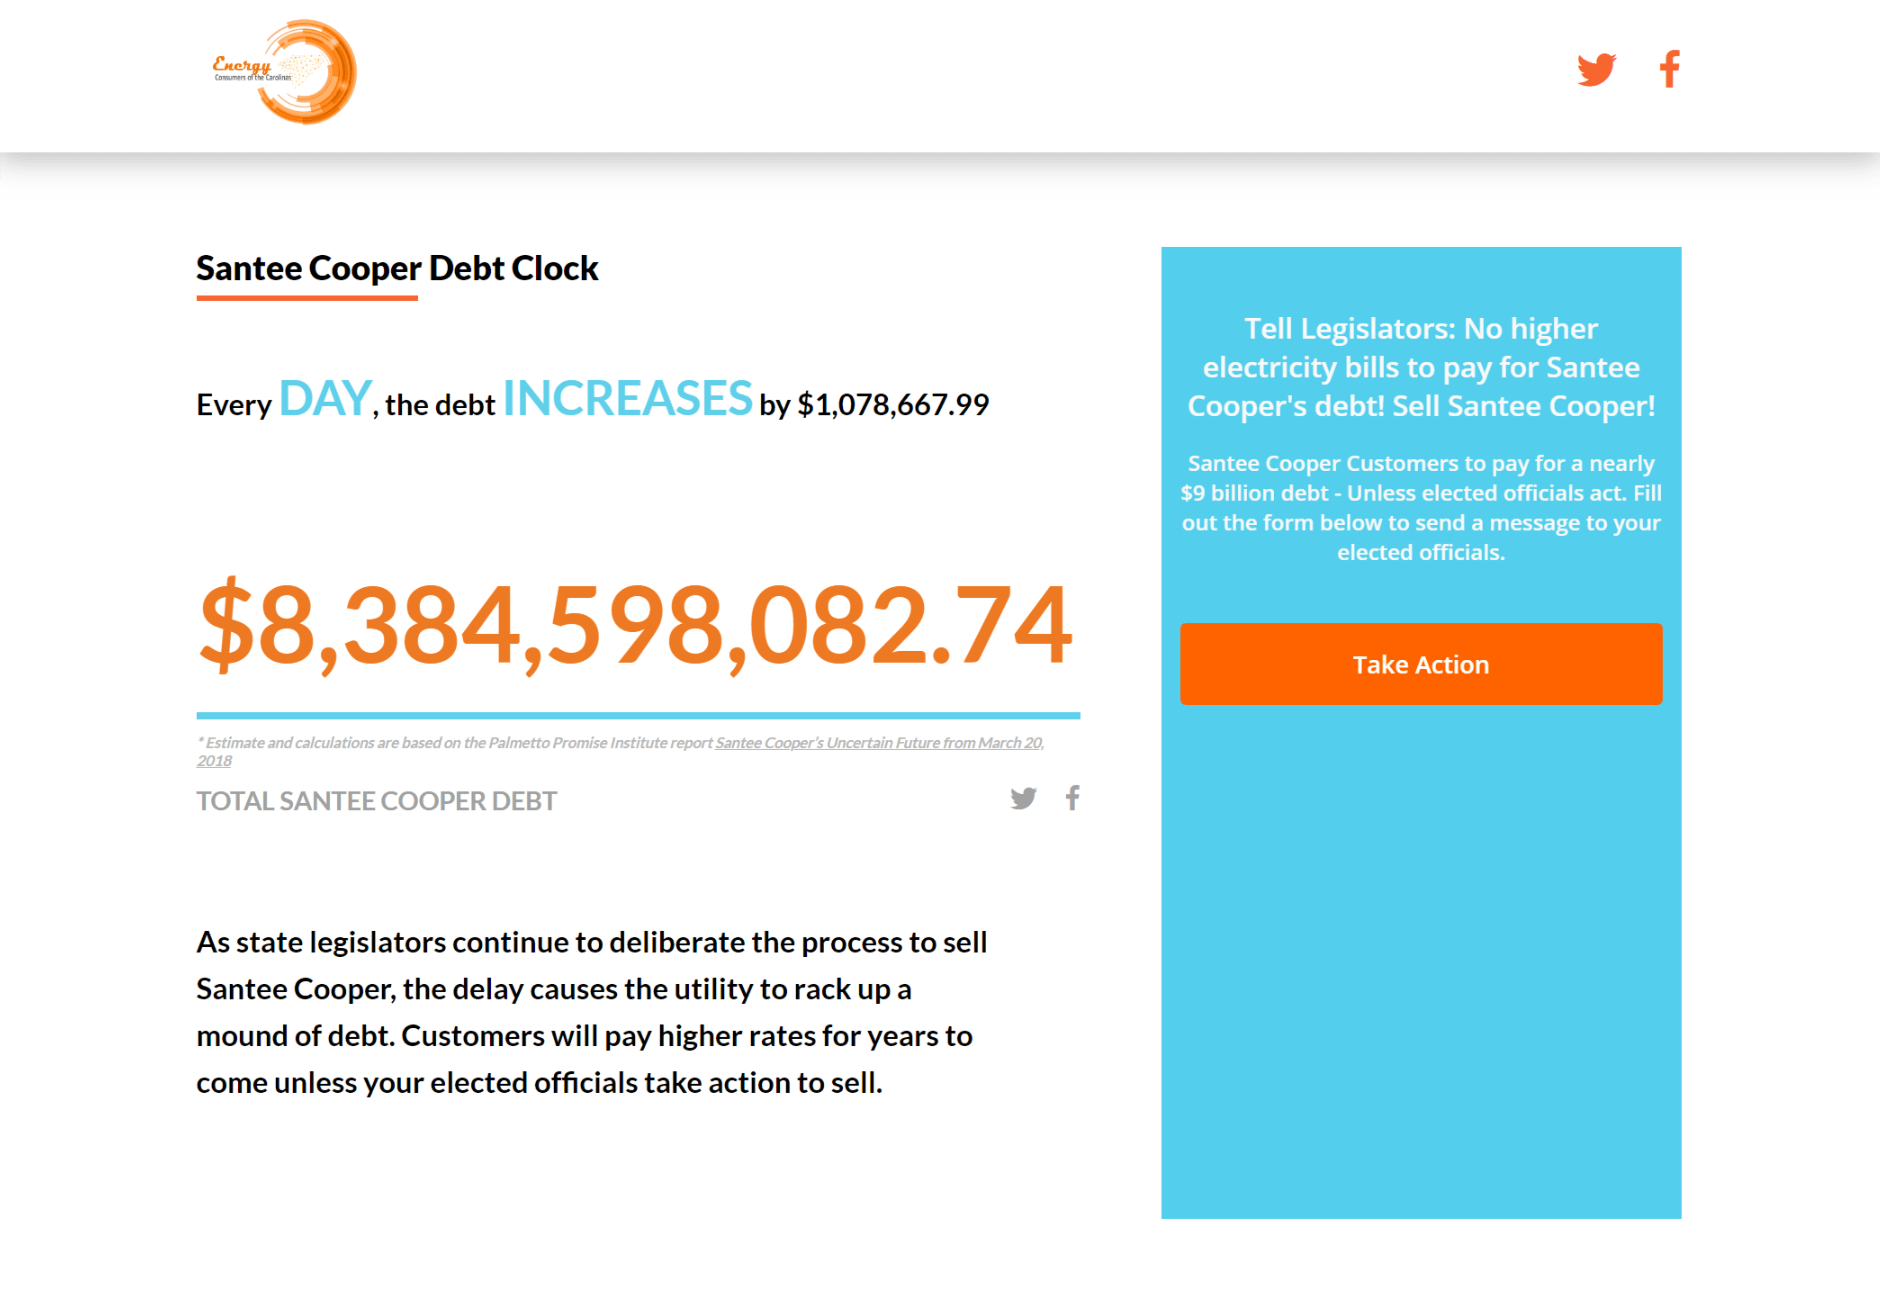 Energy
Consumers of the Carolinas
Santee Cooper Debt Clock
Every DAY, the debt INCREASES by $1,078,667.99
$8,384,598,082.74
* Estimate and calculations are based on the Palmetto Promise Institute report Santee Cooper's Uncertain Future from March 20,
2018
TOTAL SANTEE COOPER DEBT
As state legislators continue to deliberate the process to sell
Santee Cooper, the delay causes the utility to rack up a
mound of debt. Customers will pay higher rates for years to
come unless your elected officials take action to sell.
Tell Legislators: No higher
electricity bills to pay for Santee
Cooper's debt! Sell Santee Cooper!
Santee Cooper Customers to pay for a nearly
$9 billion debt - Unless elected officials act. Fill
out the form below to send a message to your
elected officials.
Take Action